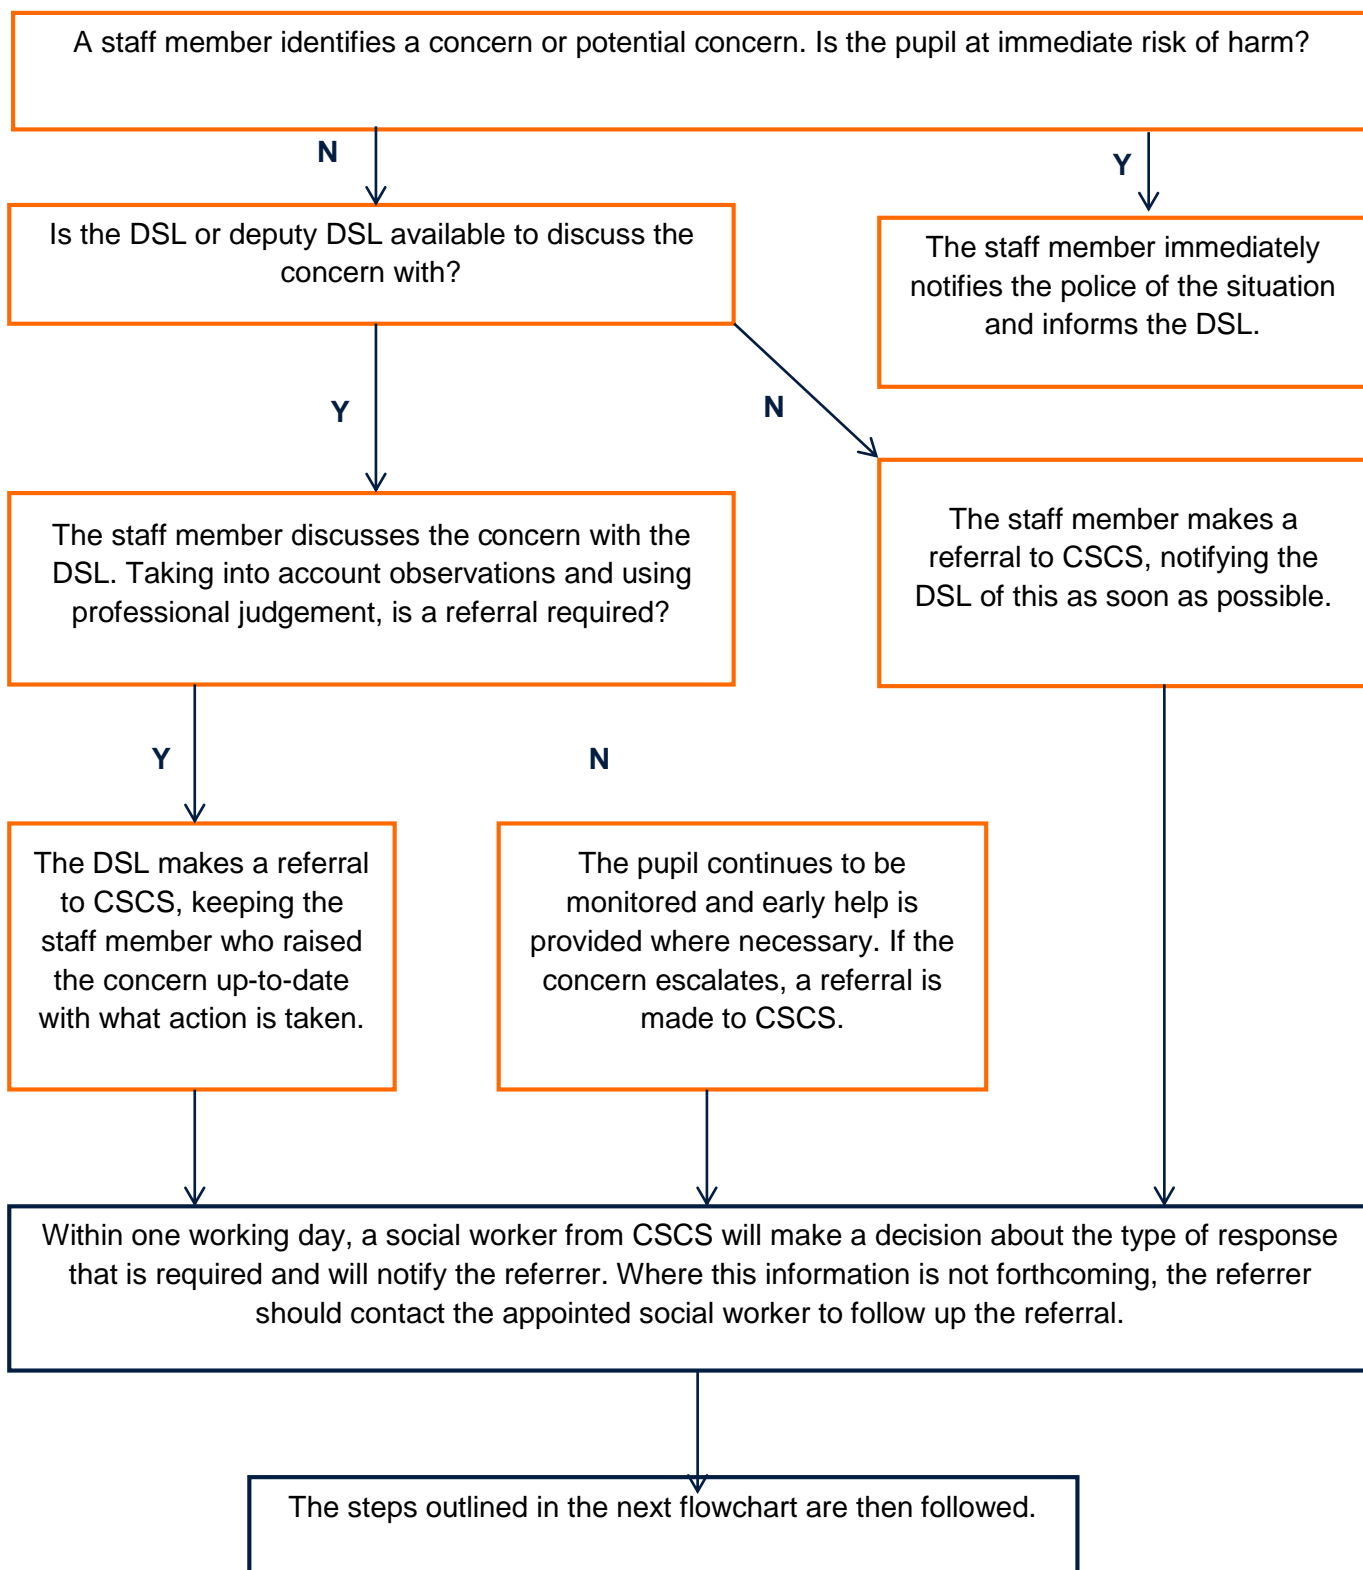 A staff member identifies a concern or potential concern. Is the pupil at immediate risk of harm?
N
Y
Is the DSL or deputy DSL available to discuss the
concern with?
The staff member immediately
notifies the police of the situation
and informs the DSL.
Y
N
The staff member discusses the concern with the
DSL. Taking into account observations and using
professional judgement, is a referral required?
The staff member makes a
referral to CSCS, notifying the
DSL of this as soon as possible.
Y
N
The DSL makes a referral
to CSCS, keeping the
staff member who raised
the concern up-to-date
with what action is taken.
The pupil continues to be
monitored and early help is
provided where necessary. If the
concern escalates, a referral is
made to CSCS.
Within one working day, a social worker from CSCS will make a decision about the type of response
that is required and will notify the referrer. Where this information is not forthcoming, the referrer
should contact the appointed social worker to follow up the referral.
The steps outlined in the next flowchart are then followed.